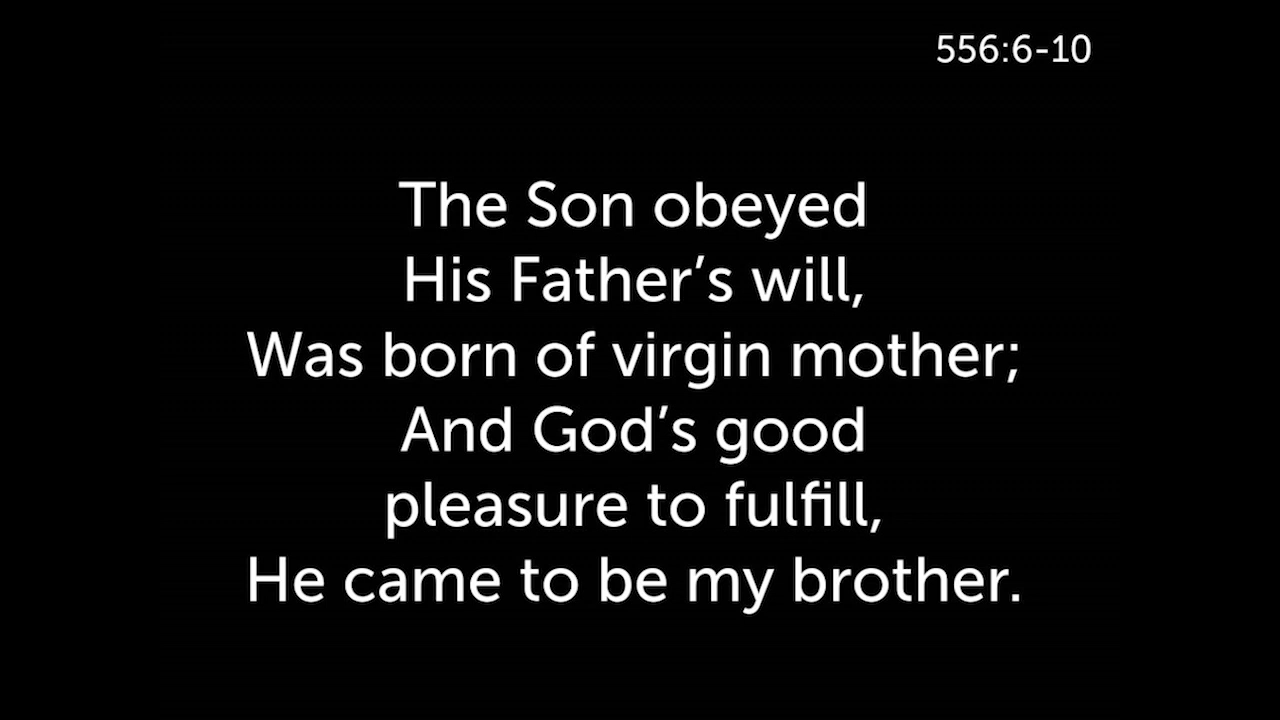 556:6-10
The Son obeyed
His Father’s will,
Was born of virgin mother;
And God’s good
pleasure to fulfill,
He came to be my brother.